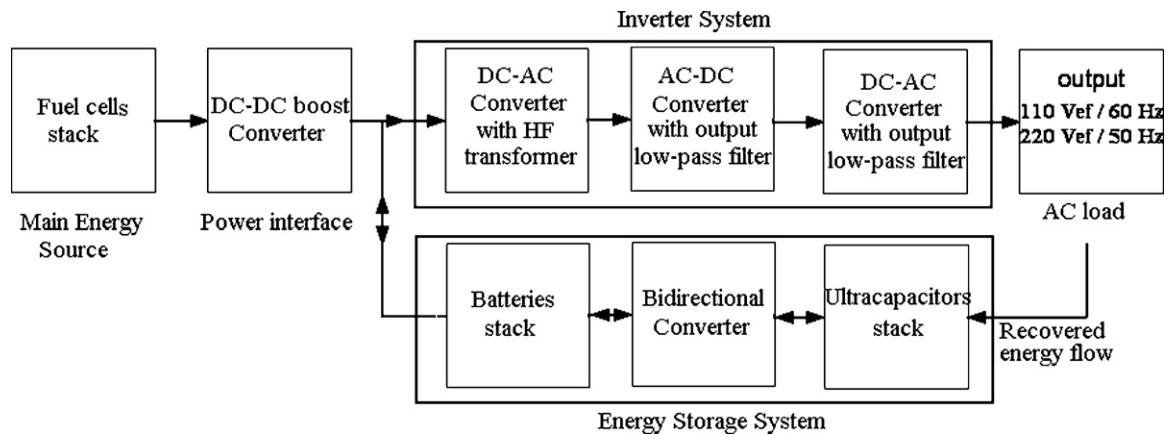 Inverter System
Fuel cells
stack
DC-DC boost
Converter
DC-AC
Converter
with HF
transformer
AC-DC
Converter
with output
low-pass filter
DC-AC
Converter
with output
low-pass filter
output
110 Vef / 60 Hz
220 Vef / 50 Hz
Main Energy
Source
Power interface
AC load
Batteries
stack
Bidirectional
Converter
Ultracapacitors
stack
Recovered
energy flow
Energy Storage System